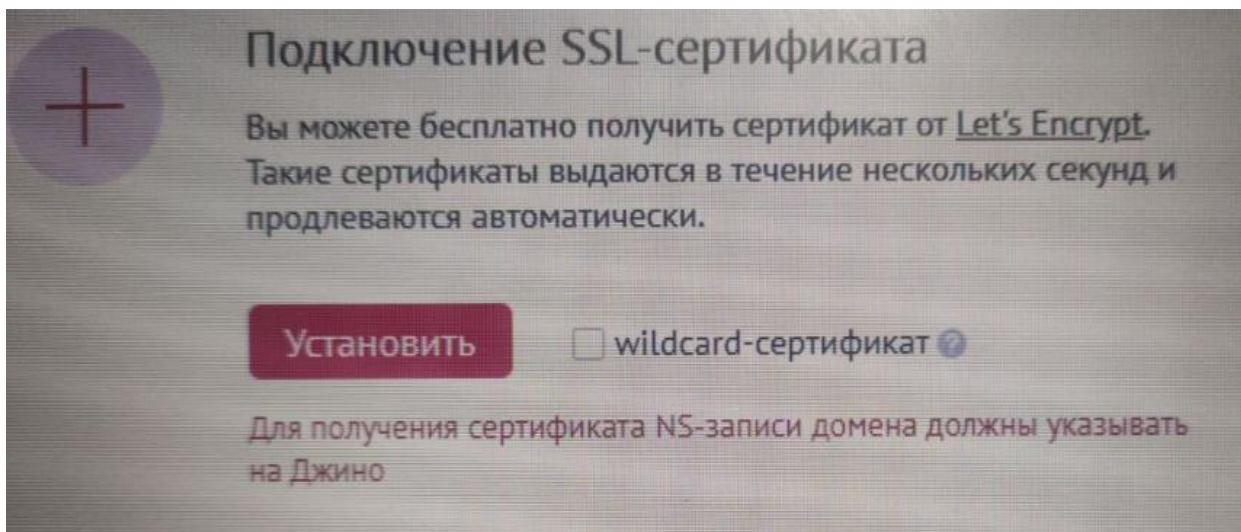 Подключение SSL-сертификата
Вы можете бесплатно получить сертификат от Let's Encrypt.
Такие сертификаты выдаются в течение нескольких секунд и
продлеваются автоматически.
Установить
wildcard-сертификат ?
Для получения сертификата NS-записи домена должны указывать
на Джино